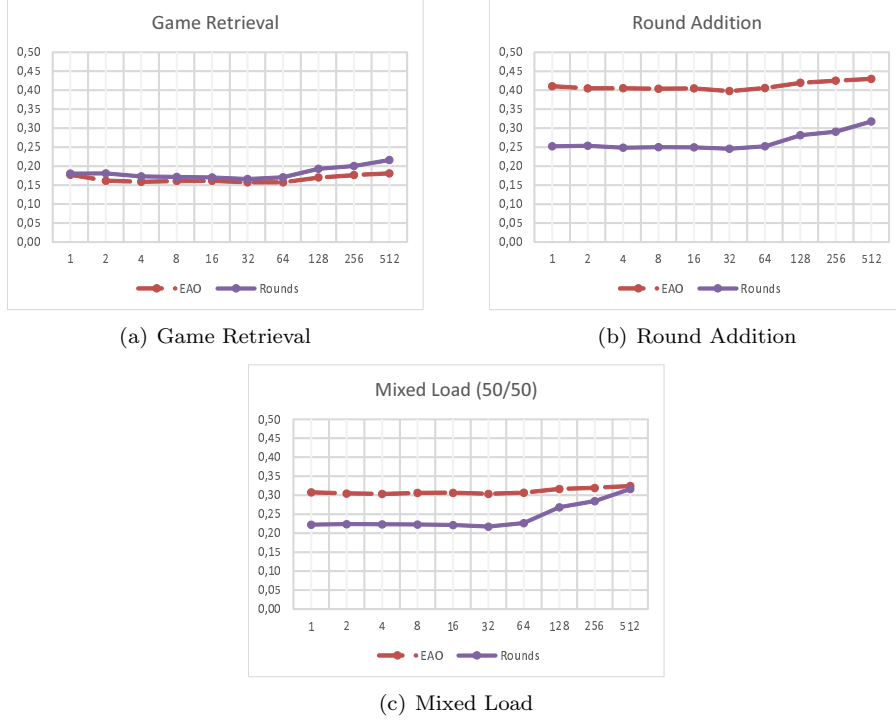 Game Retrieval
0,50
0,45
0,40
0,35
0,30
0,25
0,20
0,15
0,10
0,05
0,00
1 2 4 8 16 32 64 128 256 512
EAO Rounds
(a) Game Retrieval
Round Addition
0,50
0,45
0,40
0,35
0,30
0,25
0,20
0,15
0,10
0,05
0,00
1 2 4 8 16 32 64 128 256 512
EAO Rounds
(b) Round Addition
Mixed Load (50/50)
0,50
0,45
0,40
0,35
0,30
0,25
0,20
0,15
0,10
0,05
0,00
1 2 4 8 16 32 64 128 256 512
EAO Rounds
(c) Mixed Load